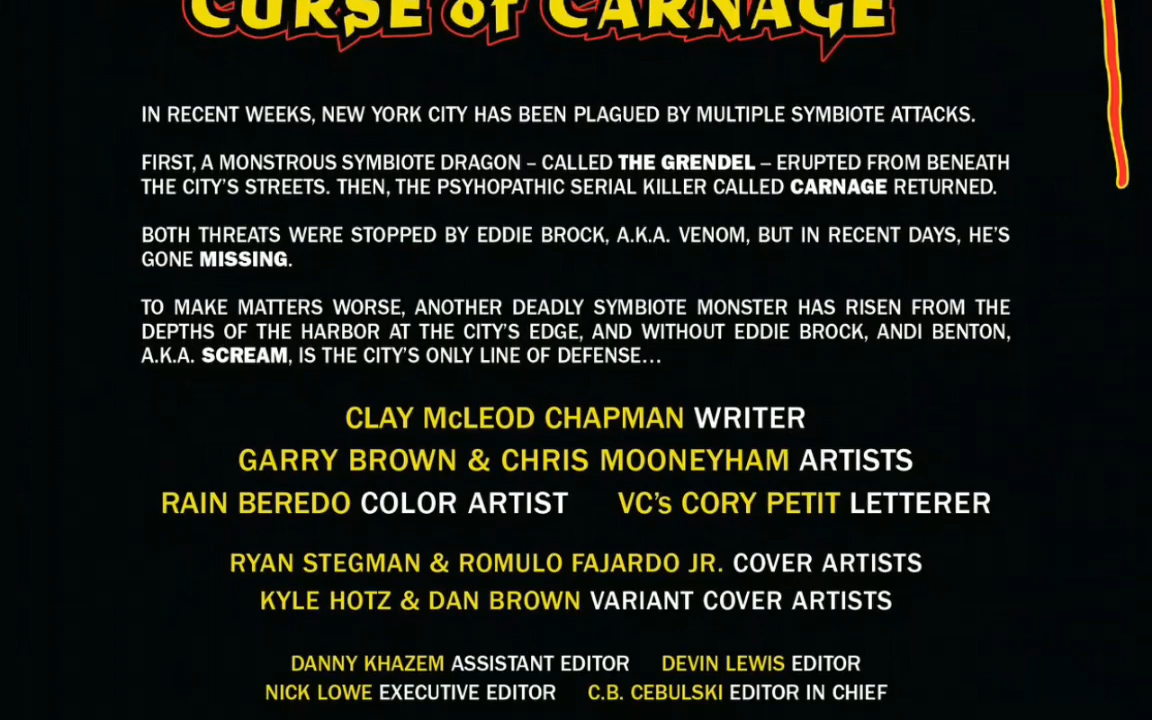 CURSE of CARNAGE
IN RECENT WEEKS, NEW YORK CITY HAS BEEN PLAGUED BY MULTIPLE SYMBIOTE ATTACKS.
FIRST, A MONSTROUS SYMBIOTE DRAGON – CALLED THE GRENDEL – ERUPTED FROM BENEATH
THE CITY'S STREETS. THEN, THE PSYHOPATHIC SERIAL KILLER CALLED CARNAGE RETURNED.
BOTH THREATS WERE STOPPED BY EDDIE BROCK, A.K.A. VENOM, BUT IN RECENT DAYS, HE'S
GONE MISSING.
TO MAKE MATTERS WORSE, ANOTHER DEADLY SYMBIOTE MONSTER HAS RISEN FROM THE
DEPTHS OF THE HARBOR AT THE CITY'S EDGE, AND WITHOUT EDDIE BROCK, ANDI BENTON,
A.K.A. SCREAM, IS THE CITY'S ONLY LINE OF DEFENSE…
CLAY McLEOD CHAPMAN WRITER
GARRY BROWN & CHRIS MOONEYHAM ARTISTS
RAIN BEREDO COLOR ARTIST VC's CORY PETIT LETTERER
RYAN STEGMAN & ROMULO FAJARDO JR. COVER ARTISTS
KYLE HOTZ & DAN BROWN VARIANT COVER ARTISTS
DANNY KHAZEM ASSISTANT EDITOR DEVIN LEWIS EDITOR
NICK LOWE EXECUTIVE EDITOR C.B. CEBULSKI EDITOR IN CHIEF